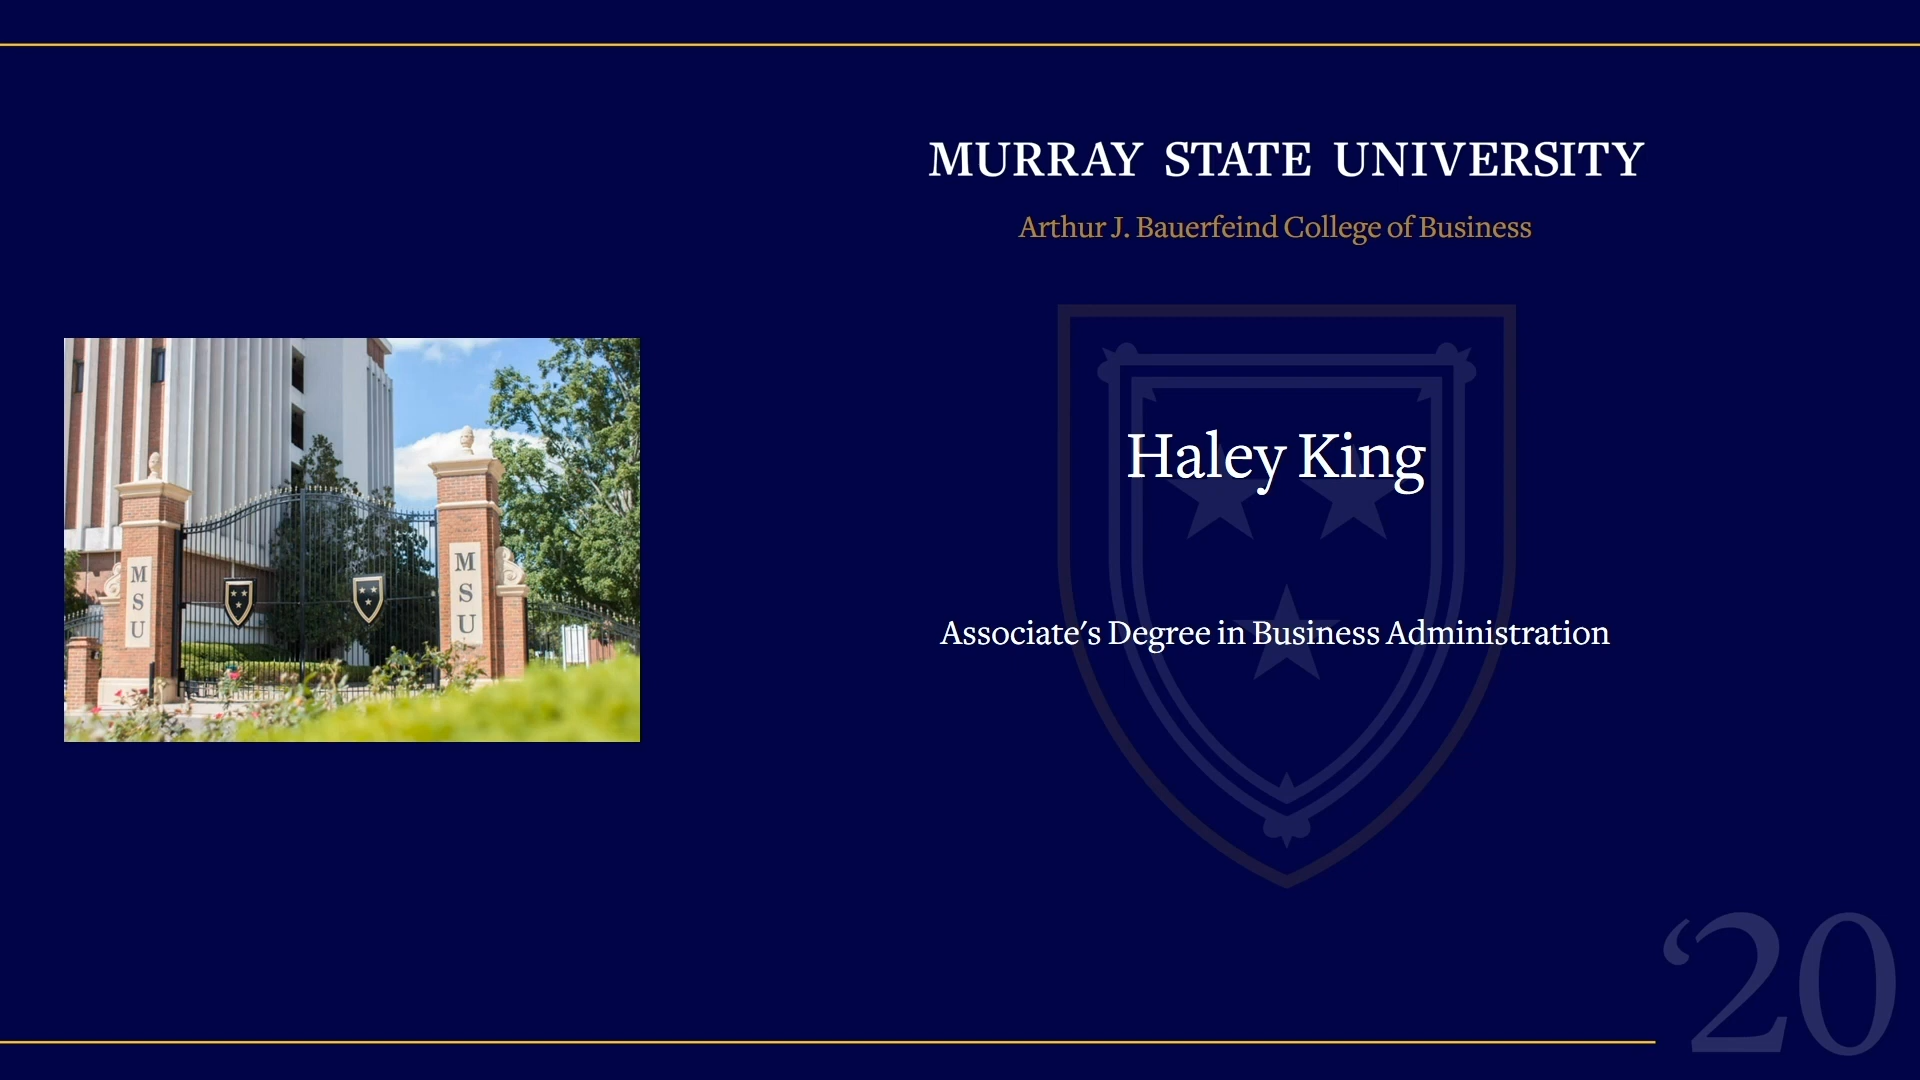 MURRAY STATE UNIVERSITY
Arthur J. Bauerfeind College of Business
Haley King
Associate's Degree in Business Administration
M
S
U
M
S
U
‘20